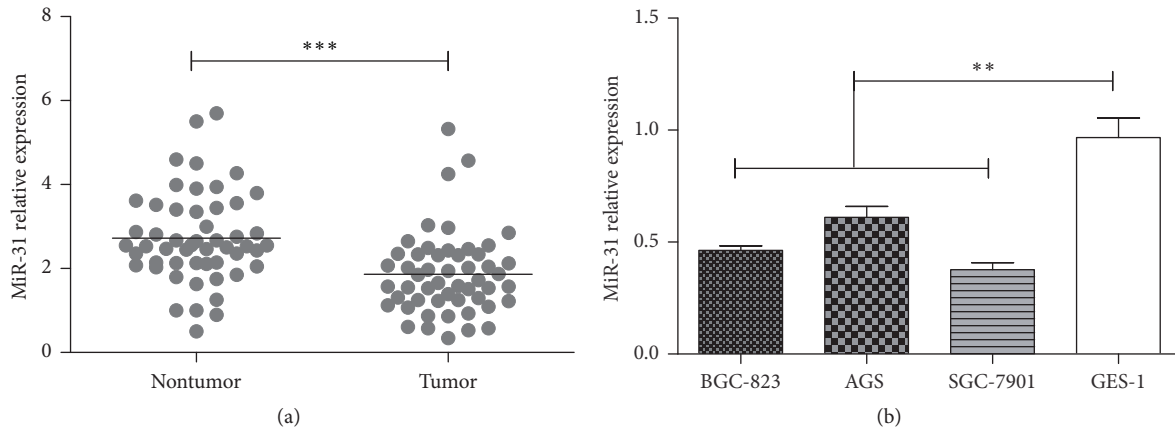 MiR-31 relative expression
8
6
4
2
0
***
Nontumor Tumor
(a)
MiR-31 relative expression
1.5
1.0
0.5
0.0
**
BGC-823 AGS SGC-7901 GES-1
(b)